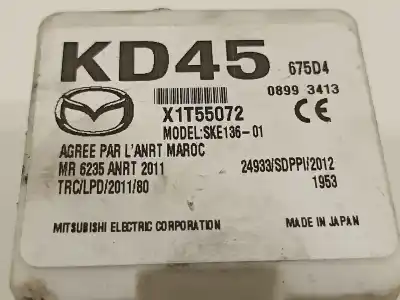 KD45 675D4
0899 3413
X1T55072 CE
MODEL:SKE136-01
AGREE PAR L'ANRT MAROC
MR 6235 ANRT 2011 24933/SDPPI/2012
TRC/LPD/2011/80 1953
MITSUBISHI ELECTRIC CORPORATION MADE IN JAPAN